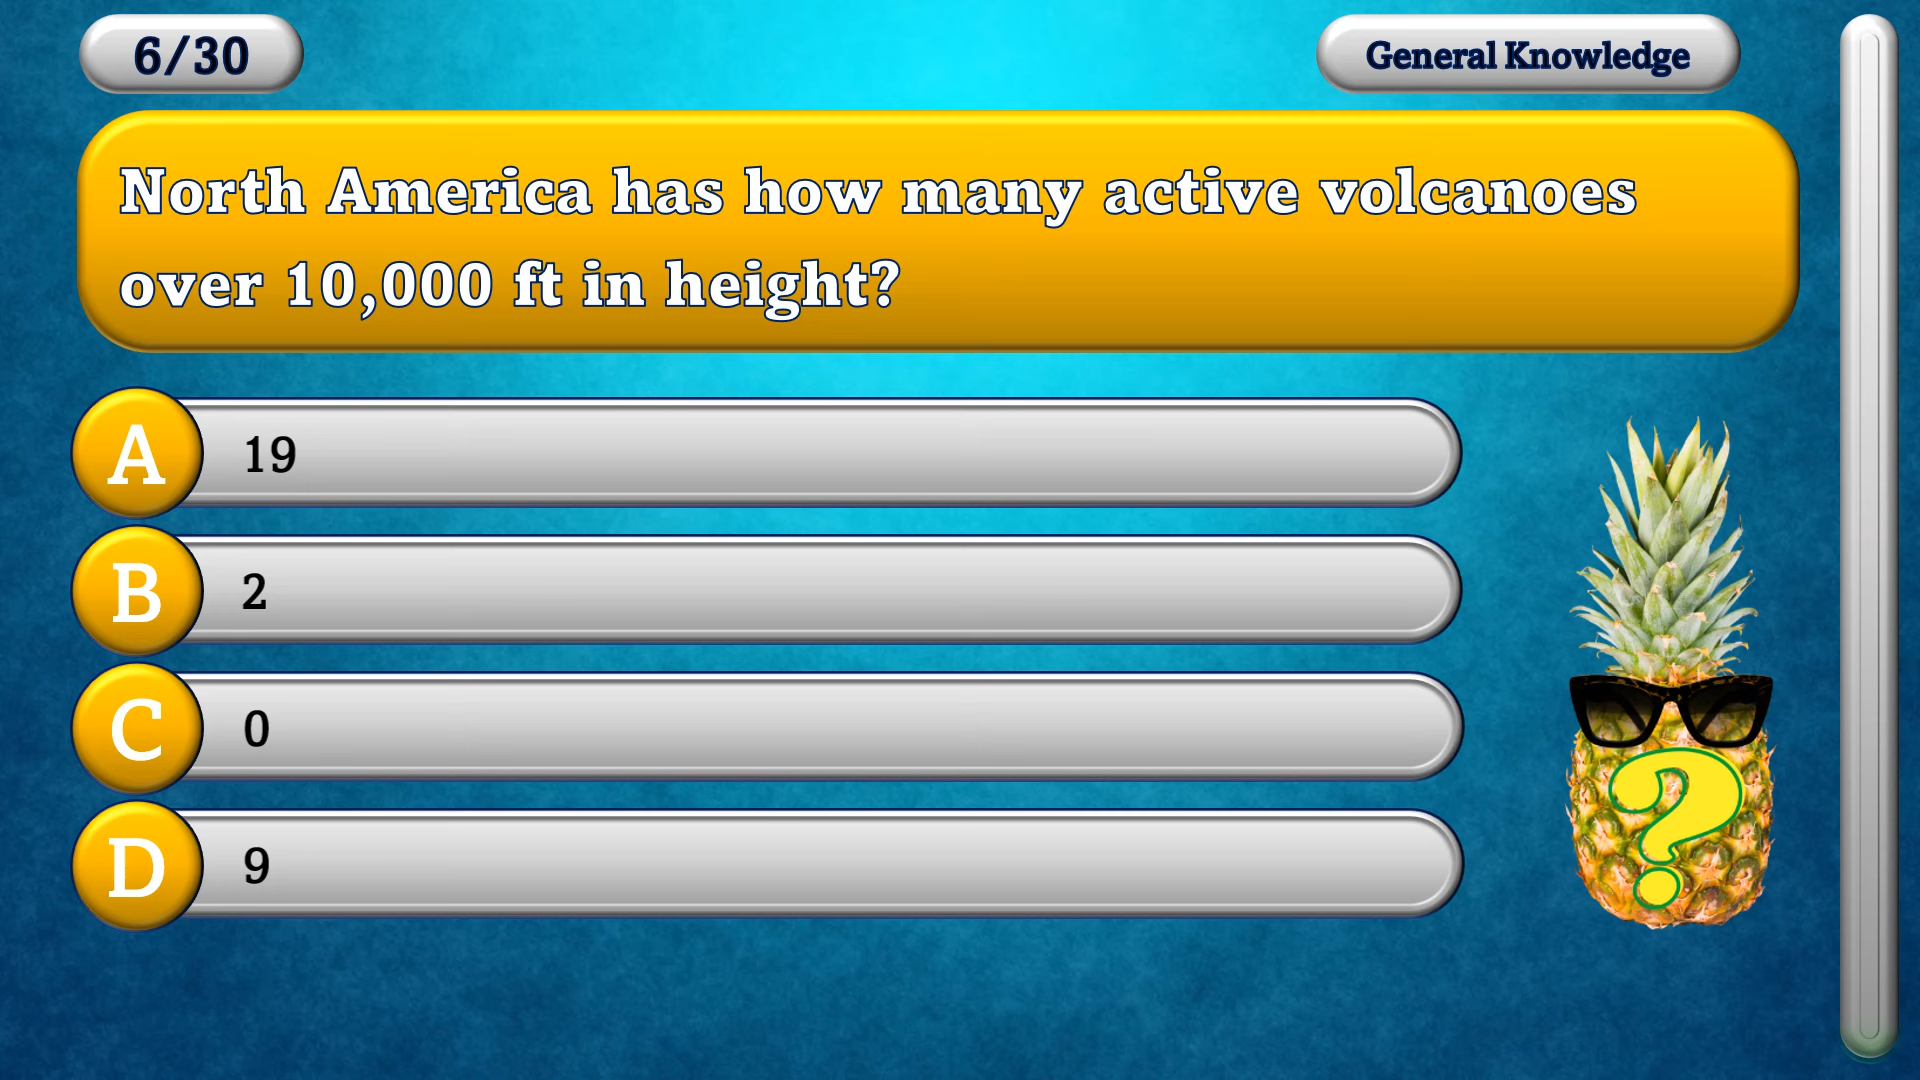 6/30
General Knowledge
North America has how many active volcanoes
over 10,000 ft in height?
A 19
B 2
C 0
D 9
?